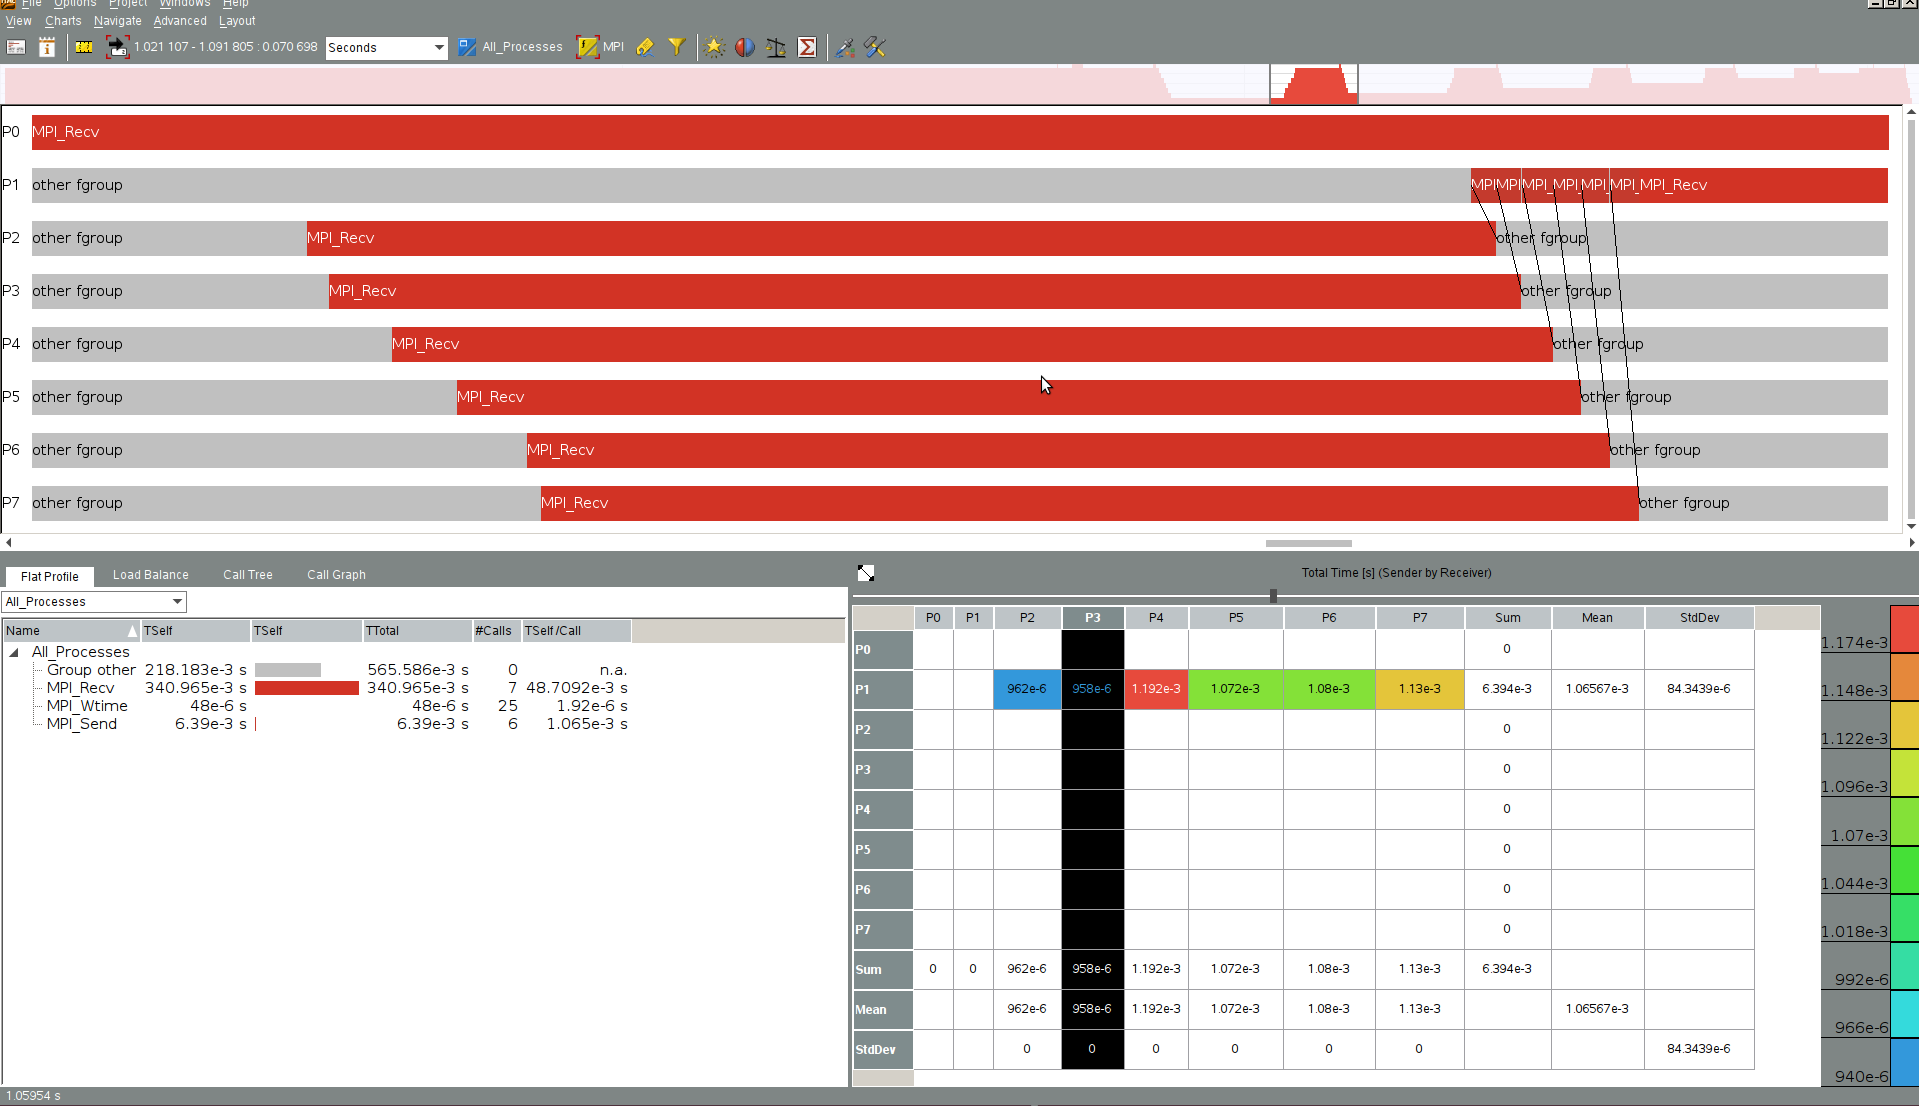 File Options Project Windows Help
View Charts Navigate Advanced Layout
1.021 107 - 1.091 805 : 0.070 698 Seconds All_Processes MPI
P0 MPI_Recv
P1 other fgroup MPI MPI MPI_ MPI_ MPI_ MPI_ MPI_Recv
P2 other fgroup MPI_Recv other fgroup
P3 other fgroup MPI_Recv other fgroup
P4 other fgroup MPI_Recv other fgroup
P5 other fgroup MPI_Recv other fgroup
P6 other fgroup MPI_Recv other fgroup
P7 other fgroup MPI_Recv other fgroup
Flat Profile Load Balance Call Tree Call Graph
All_Processes
Name TSelf TSelf TTotal #Calls TSelf/Call
All_Processes
Group other 218.183e-3 s 565.586e-3 s 0 n.a.
MPI_Recv 340.965e-3 s 340.965e-3 s 7 48.7092e-3 s
MPI_Wtime 48e-6 s 48e-6 s 25 1.92e-6 s
MPI_Send 6.39e-3 s 6.39e-3 s 6 1.065e-3 s
Total Time [s] (Sender by Receiver)
P0 P1 P2 P3 P4 P5 P6 P7 Sum Mean StdDev
P0 0
P1 962e-6 958e-6 1.192e-3 1.072e-3 1.08e-3 1.13e-3 6.394e-3 1.06567e-3 84.3439e-6
P2 0
P3 0
P4 0
P5 0
P6 0
P7 0
Sum 0 0 962e-6 958e-6 1.192e-3 1.072e-3 1.08e-3 1.13e-3 6.394e-3
Mean 962e-6 958e-6 1.192e-3 1.072e-3 1.08e-3 1.13e-3 1.06567e-3
StdDev 0 0 0 0 0 0 84.3439e-6
1.174e-3
1.148e-3
1.122e-3
1.096e-3
1.07e-3
1.044e-3
1.018e-3
992e-6
966e-6
940e-6
1.05954 s